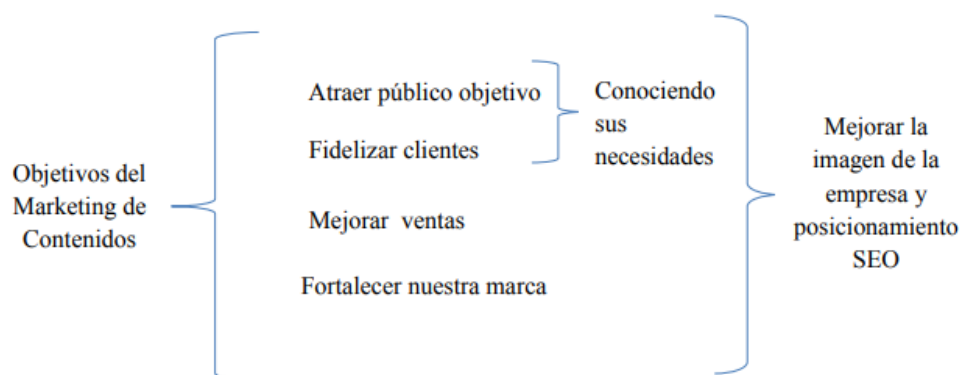 Objetivos del
Marketing de
Contenidos
Atraer público objetivo
Fidelizar clientes
Mejorar ventas
Fortalecer nuestra marca
Conociendo
sus
necesidades
Mejorar la
imagen de la
empresa y
posicionamiento
SEO